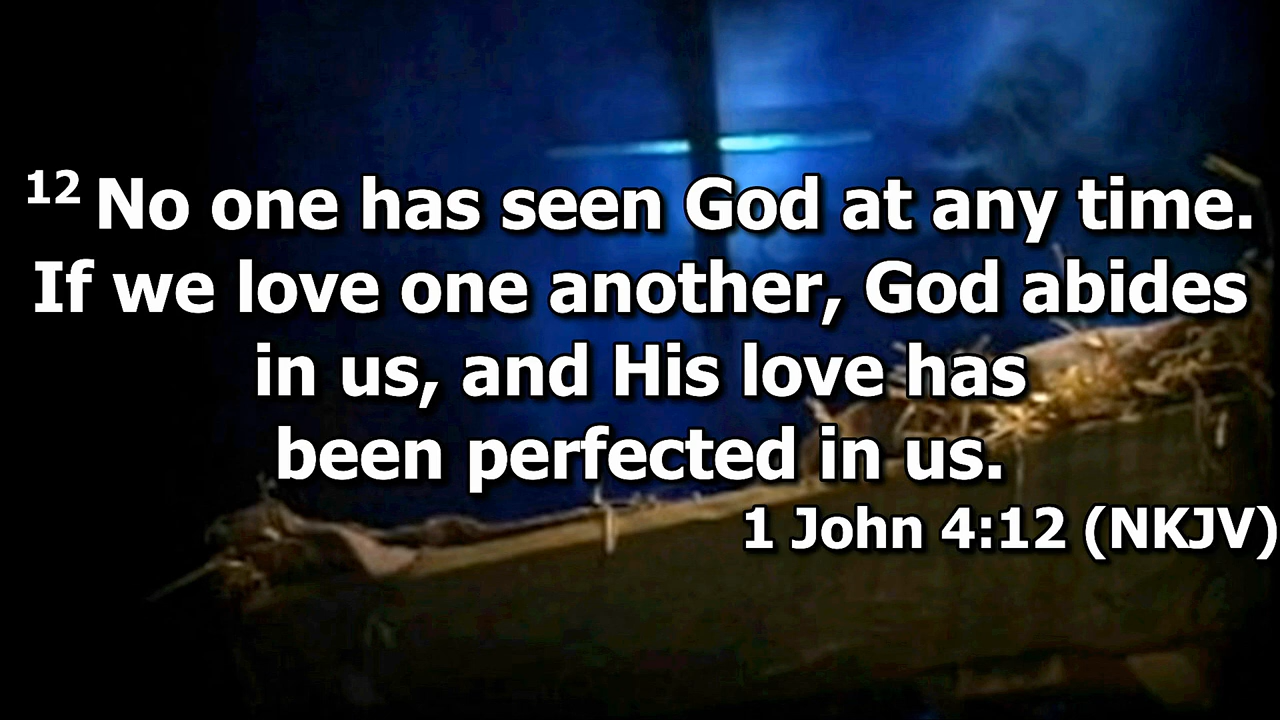 12 No one has seen God at any time.
If we love one another, God abides
in us, and His love has
been perfected in us.
1 John 4:12 (NKJV)